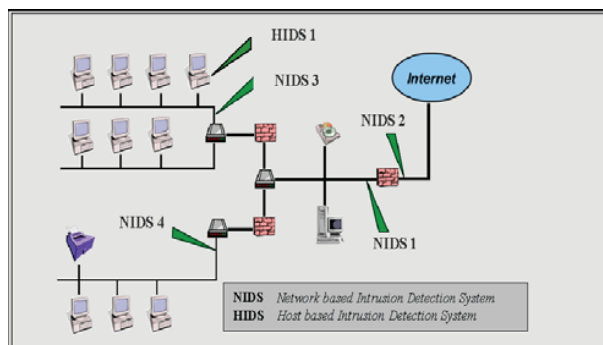 HIDS 1
Internet
NIDS 3
NIDS 2
NIDS 4
NIDS 1
NIDS Network based Intrusion Detection System
HIDS Host based Intrusion Detection System